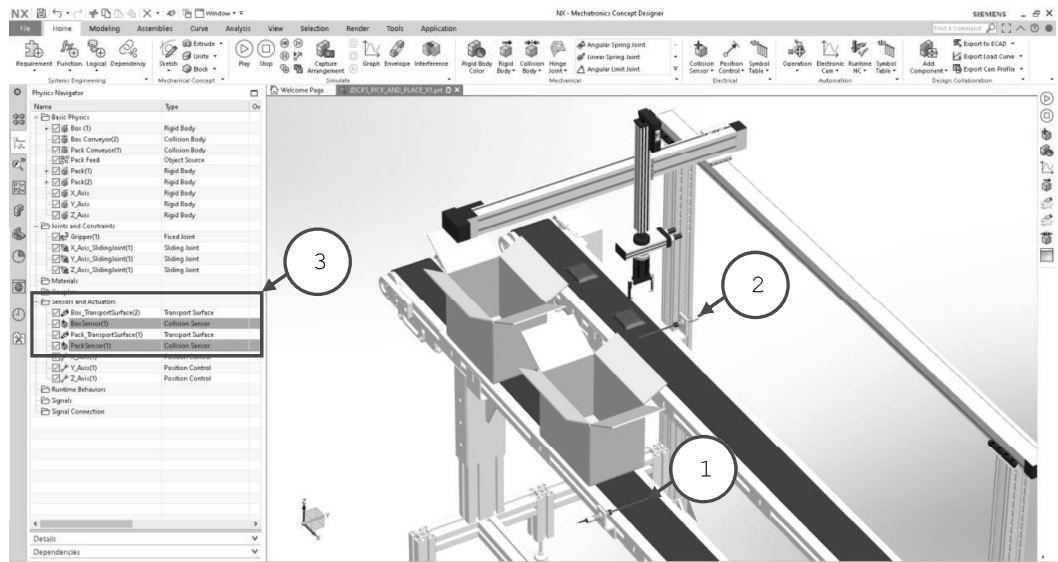 NX Window NX - Mechatronics Concept Designer SIEMENS
File Home Modeling Assemblies Curve Analysis View Selection Render Tools Application Find a Command
Requirement Function Logical Dependency
Systems Engineering
Sketch Extrude Unite Block
Mechanical Concept
Play Stop Capture Arrangement Graph Envelope Interference
Simulate
Rigid Body Color Rigid Body Collision Body Hinge Joint Angular Spring Joint Linear Spring Joint Angular Limit Joint
Mechanical
Collision Sensor Position Control Symbol Table
Electrical
Operation Electronic Cam Runtime NC Symbol Table
Automation
Add Component Export to ECAD Export Load Curve Export Cam Profile
Design Collaboration
Physics Navigator
Welcome Page
Name Type
Basic Physics
Box (1) Rigid Body
Box Conveyor(2) Collision Body
Pack Conveyor(1) Collision Body
Pack Feed Object Source
Pack(1) Rigid Body
Pack(2) Rigid Body
X_Axis Rigid Body
Y_Axis Rigid Body
Z_Axis Rigid Body
Joints and Constraints
Gripper(1) Fixed Joint
X_Axis_SlidingJoint(1) Sliding Joint
Y_Axis_SlidingJoint(1) Sliding Joint
Z_Axis_SlidingJoint(1) Sliding Joint
Materials
Sensors and Actuators
Box_TransportSurface(2) Transport Surface
BoxSensor(1) Collision Sensor
Pack_TransportSurface(1) Transport Surface
PackSensor(1) Collision Sensor
Y_Axis(1) Position Control
Z_Axis(1) Position Control
Runtime Behaviors
Signals
Signal Connection
Details
Dependencies
3
2
1
Z
Y
X